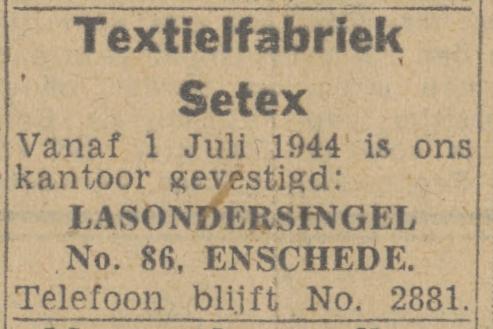 Textielfabriek
Setex
Vanaf 1 Juli 1944 is ons
kantoor gevestigd:
LASONDERSINGEL
No. 86, ENSCHEDE.
Telefoon blijft No. 2881.